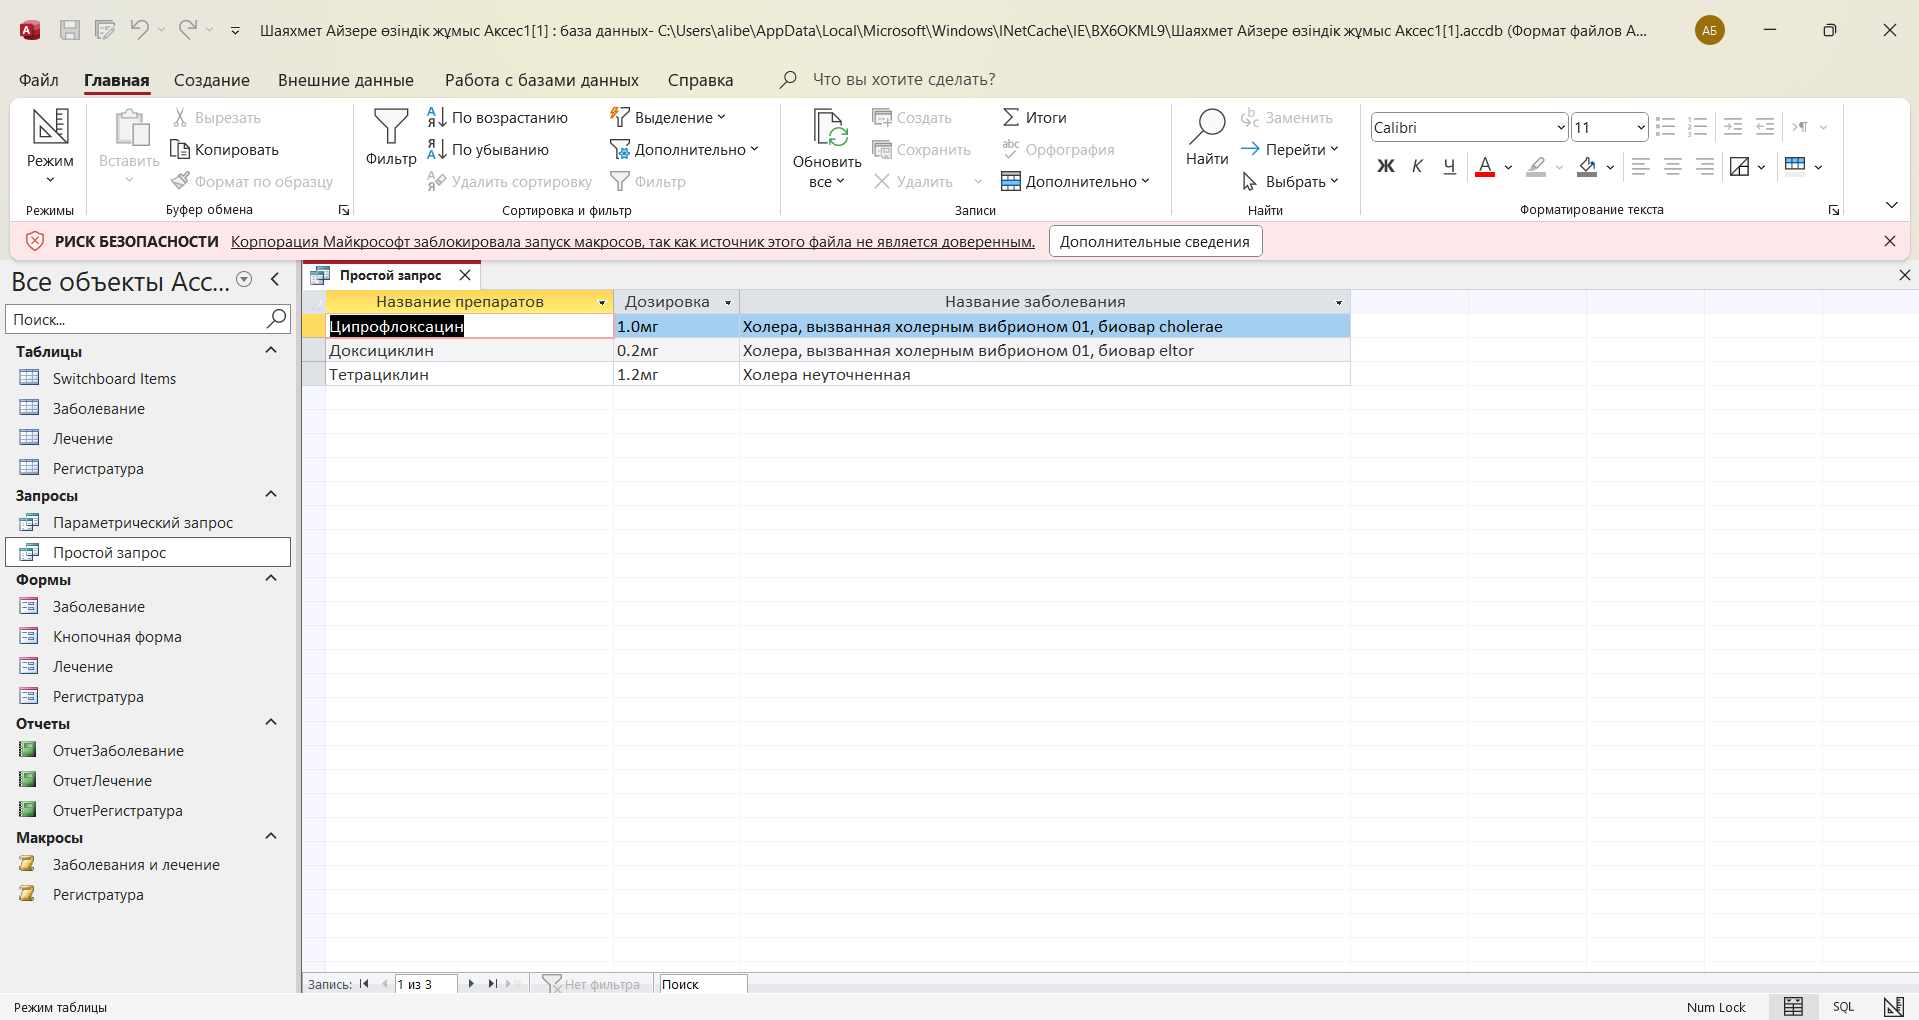 Шаяхмет Айзере өзіндік жұмыс Аксес1[1] : база данных- C:\Users\alibe\AppData\Local\Microsoft\Windows\INetCache\IE\BX6OKML9\Шаяхмет Айзере өзіндік жұмыс Аксес1[1].accdb (Формат файлов A...
АБ
Файл Главная Создание Внешние данные Работа с базами данных Справка Что вы хотите сделать?
Режим
Режимы
Вставить
Вырезать
Копировать
Формат по образцу
Буфер обмена
Фильтр
По возрастанию
По убыванию
Удалить сортировку
Выделение
Дополнительно
Фильтр
Сортировка и фильтр
Обновить
все
Создать
Сохранить
Удалить
Итоги
Орфография
Дополнительно
Записи
Найти
Заменить
Перейти
Выбрать
Найти
Calibri 11
Ж К Ч А
Форматирование текста
РИСК БЕЗОПАСНОСТИ Корпорация Майкрософт заблокировала запуск макросов, так как источник этого файла не является доверенным. Дополнительные сведения
Все объекты Acc...
Поиск...
Таблицы
Switchboard Items
Заболевание
Лечение
Регистратура
Запросы
Параметрический запрос
Простой запрос
Формы
Заболевание
Кнопочная форма
Лечение
Регистратура
Отчеты
ОтчетЗаболевание
ОтчетЛечение
ОтчетРегистратура
Макросы
Заболевания и лечение
Регистратура
Простой запрос
Название препаратов Дозировка Название заболевания
Ципрофлоксацин 1.0мг Холера, вызванная холерным вибрионом 01, биовар cholerae
Доксициклин 0.2мг Холера, вызванная холерным вибрионом 01, биовар eltor
Тетрациклин 1.2мг Холера неуточненная
Запись: 1 из 3 Нет фильтра Поиск
Режим таблицы Num Lock SQL